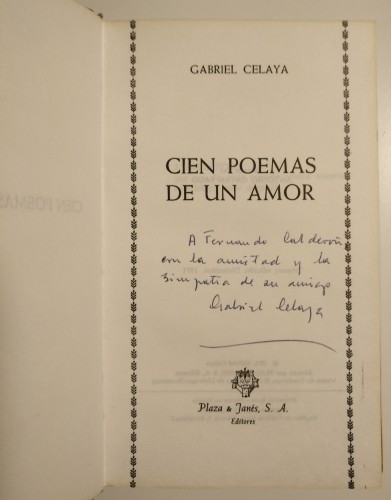 GABRIEL CELAYA
CIEN POEMAS
DE UN AMOR
A Fernando Calderón
con la amistad y la
simpatía de su amigo
Gabriel Celaya
Plaza & Janés, S. A.
Editores